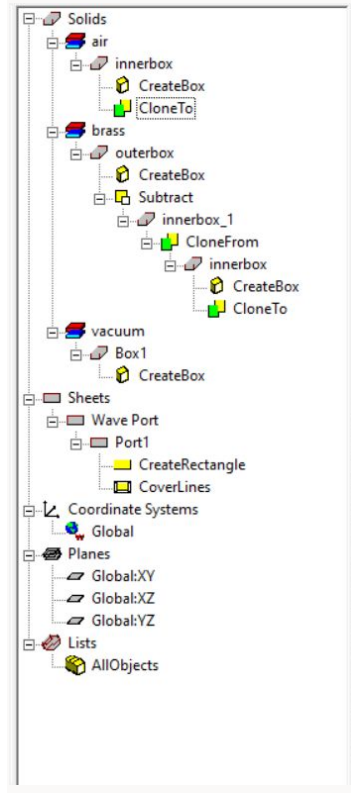 Solids
air
innerbox
CreateBox
CloneTo
brass
outerbox
CreateBox
Subtract
innerbox_1
CloneFrom
innerbox
CreateBox
CloneTo
vacuum
Box1
CreateBox
Sheets
Wave Port
Port1
CreateRectangle
CoverLines
Coordinate Systems
Global
Planes
Global:XY
Global:XZ
Global:YZ
Lists
AllObjects